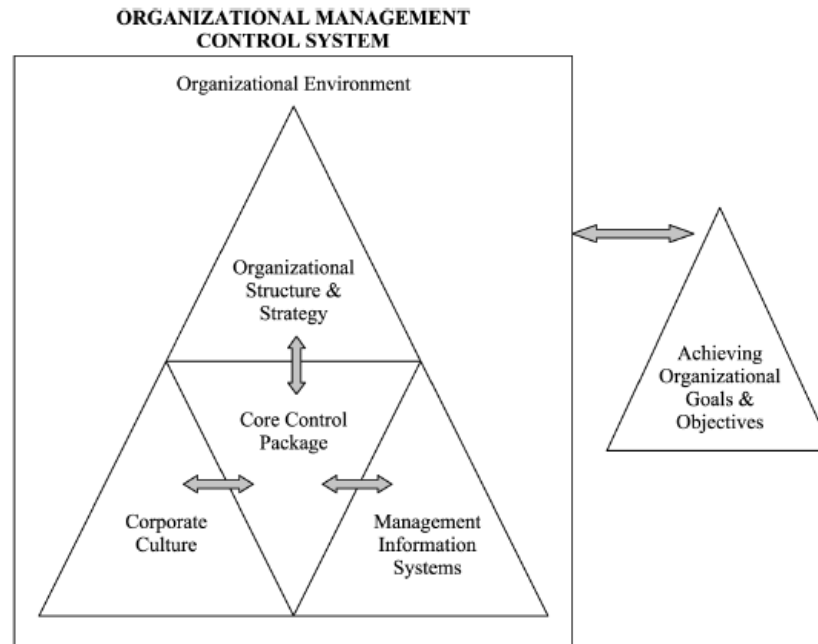 ORGANIZATIONAL MANAGEMENT
CONTROL SYSTEM
Organizational Environment
Organizational
Structure &
Strategy
Core Control
Package
Corporate
Culture
Management
Information
Systems
Achieving
Organizational
Goals &
Objectives